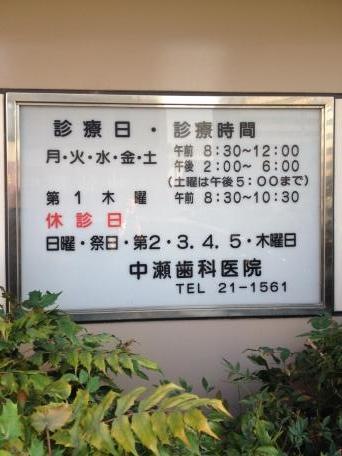 診療日・診療時間
月・火・水・金・土 午前 8:30~12:00
午後 2:00~ 6:00
(土曜は午後5:00まで)
第1木曜 午前 8:30~10:30
休診日
日曜・祭日・第2・3.4.5・木曜日
中瀬歯科医院
TEL 21-1561